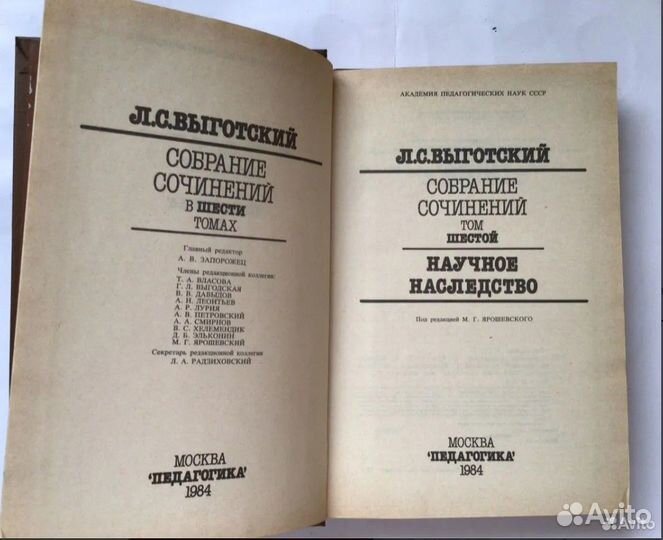 Л.С.ВЫГОТСКИЙ
СОБРАНИЕ
СОЧИНЕНИЙ
В ШЕСТИ
ТОМАХ
Главный редактор
А. В. ЗАПОРОЖЕЦ
Члены редакционной коллегии:
Т. А. ВЛАСОВА
Г. Л. ВЫГОДСКАЯ
В. В. ДАВЫДОВ
А. Н. ЛЕОНТЬЕВ
А. Р. ЛУРИЯ
А. В. ПЕТРОВСКИЙ
А. А. СМИРНОВ
В. С. ХЕЛЕМЕНДИК
Д. Б. ЭЛЬКОНИН
М. Г. ЯРОШЕВСКИЙ
Секретарь редакционной коллегии
Л. А. РАДЗИХОВСКИЙ
МОСКВА
'ПЕДАГОГИКА'
1984
АКАДЕМИЯ ПЕДАГОГИЧЕСКИХ НАУК СССР
Л.С.ВЫГОТСКИЙ
СОБРАНИЕ
СОЧИНЕНИЙ
ТОМ
ШЕСТОЙ
НАУЧНОЕ
НАСЛЕДСТВО
Под редакцией М. Г. ЯРОШЕВСКОГО
МОСКВА
'ПЕДАГОГИКА'
1984
Avito
Avito